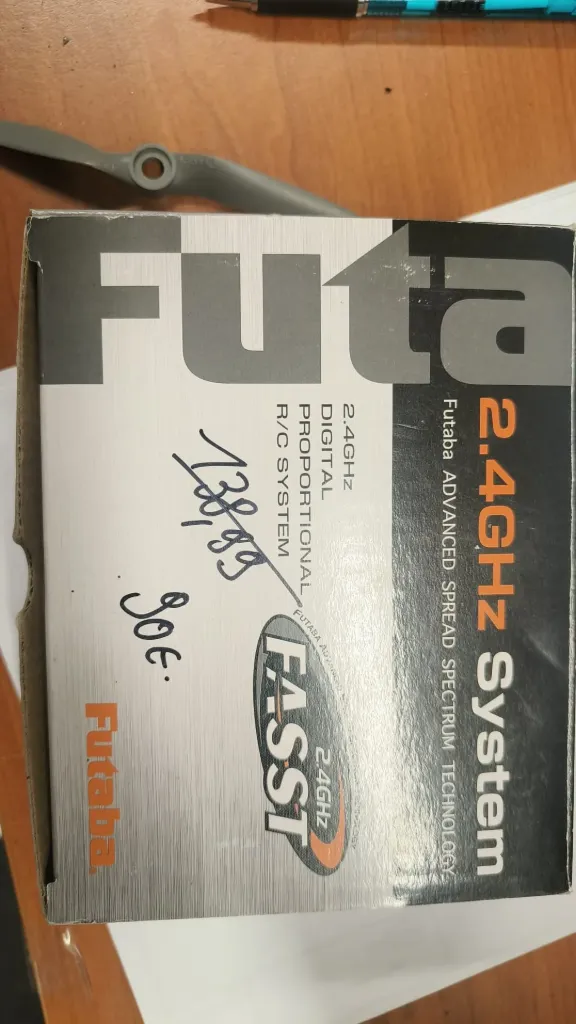 Futa
2.4GHz System
Futaba ADVANCED SPREAD SPECTRUM TECHNOLOGY
2.4GHz
DIGITAL
PROPORTIONAL
R/C SYSTEM
138,99
90€.
2.4GHz
FASST
Futaba